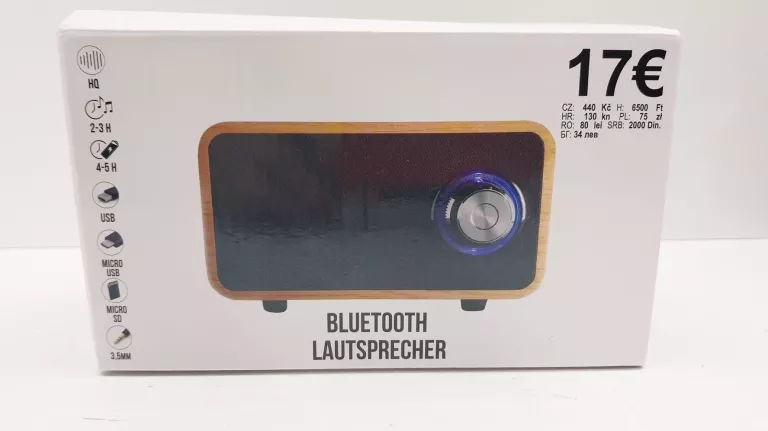 HQ
2-3 H
4-5 H
USB
MICRO
USB
MICRO
SD
3,5MM
17€
CZ: 440 Kč H: 6500 Ft
HR: 130 kn PL: 75 zł
RO: 80 lei SRB: 2000 Din.
БГ: 34 лев
BLUETOOTH
LAUTSPRECHER